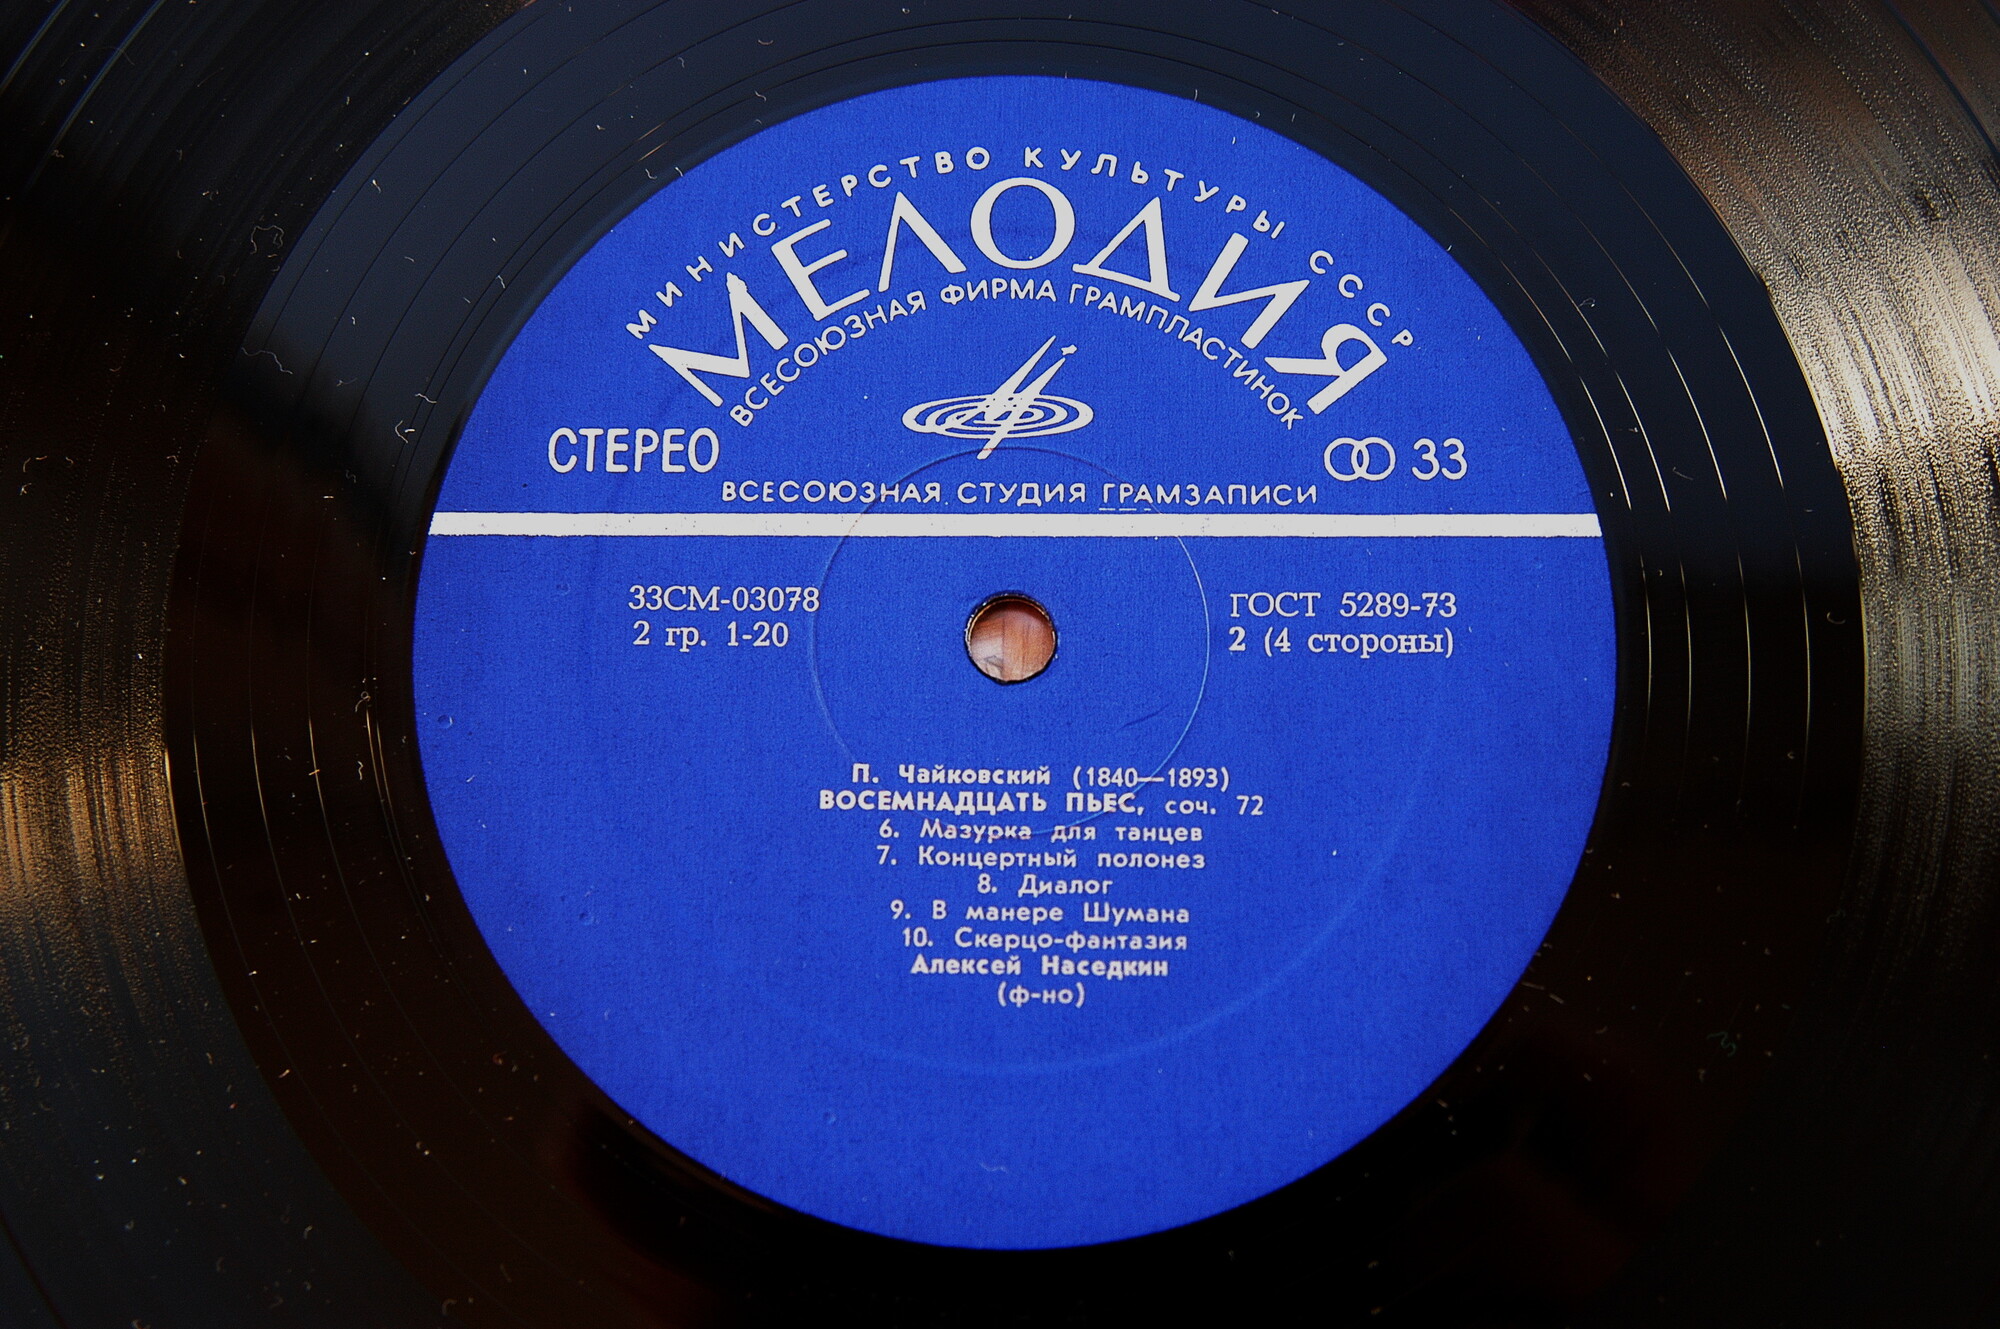 МИНИСТЕРСТВО КУЛЬТУРЫ СССР
МЕЛОДИЯ
ВСЕСОЮЗНАЯ ФИРМА ГРАМПЛАСТИНОК
СТЕРЕО
33
ВСЕСОЮЗНАЯ СТУДИЯ ГРАМЗАПИСИ
33СМ-03078
2 гр. 1-20
ГОСТ 5289-73
2 (4 стороны)
П. Чайковский (1840—1893)
ВОСЕМНАДЦАТЬ ПЬЕС, соч. 72
6. Мазурка для танцев
7. Концертный полонез
8. Диалог
9. В манере Шумана
10. Скерцо-фантазия
Алексей Наседкин
(ф-но)